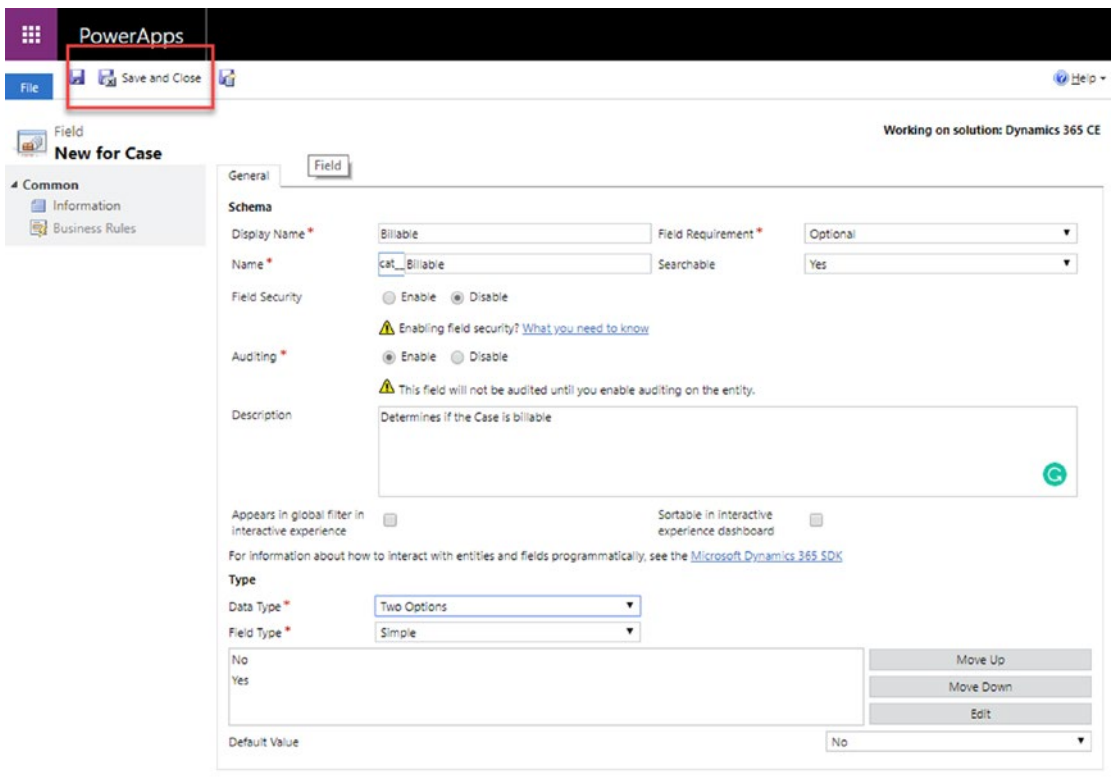 PowerApps
File Save and Close Help
Field
New for Case
Working on solution: Dynamics 365 CE
Common
Information
Business Rules
General Field
Schema
Display Name * Billable Field Requirement * Optional
Name * cat_ Billable Searchable Yes
Field Security Enable Disable
Enabling field security? What you need to know
Auditing * Enable Disable
This field will not be audited until you enable auditing on the entity.
Description Determines if the Case is billable
Appears in global filter in interactive experience Sortable in interactive experience dashboard
For information about how to interact with entities and fields programmatically, see the Microsoft Dynamics 365 SDK
Type
Data Type * Two Options
Field Type * Simple
No Move Up
Yes Move Down
Edit
Default Value No